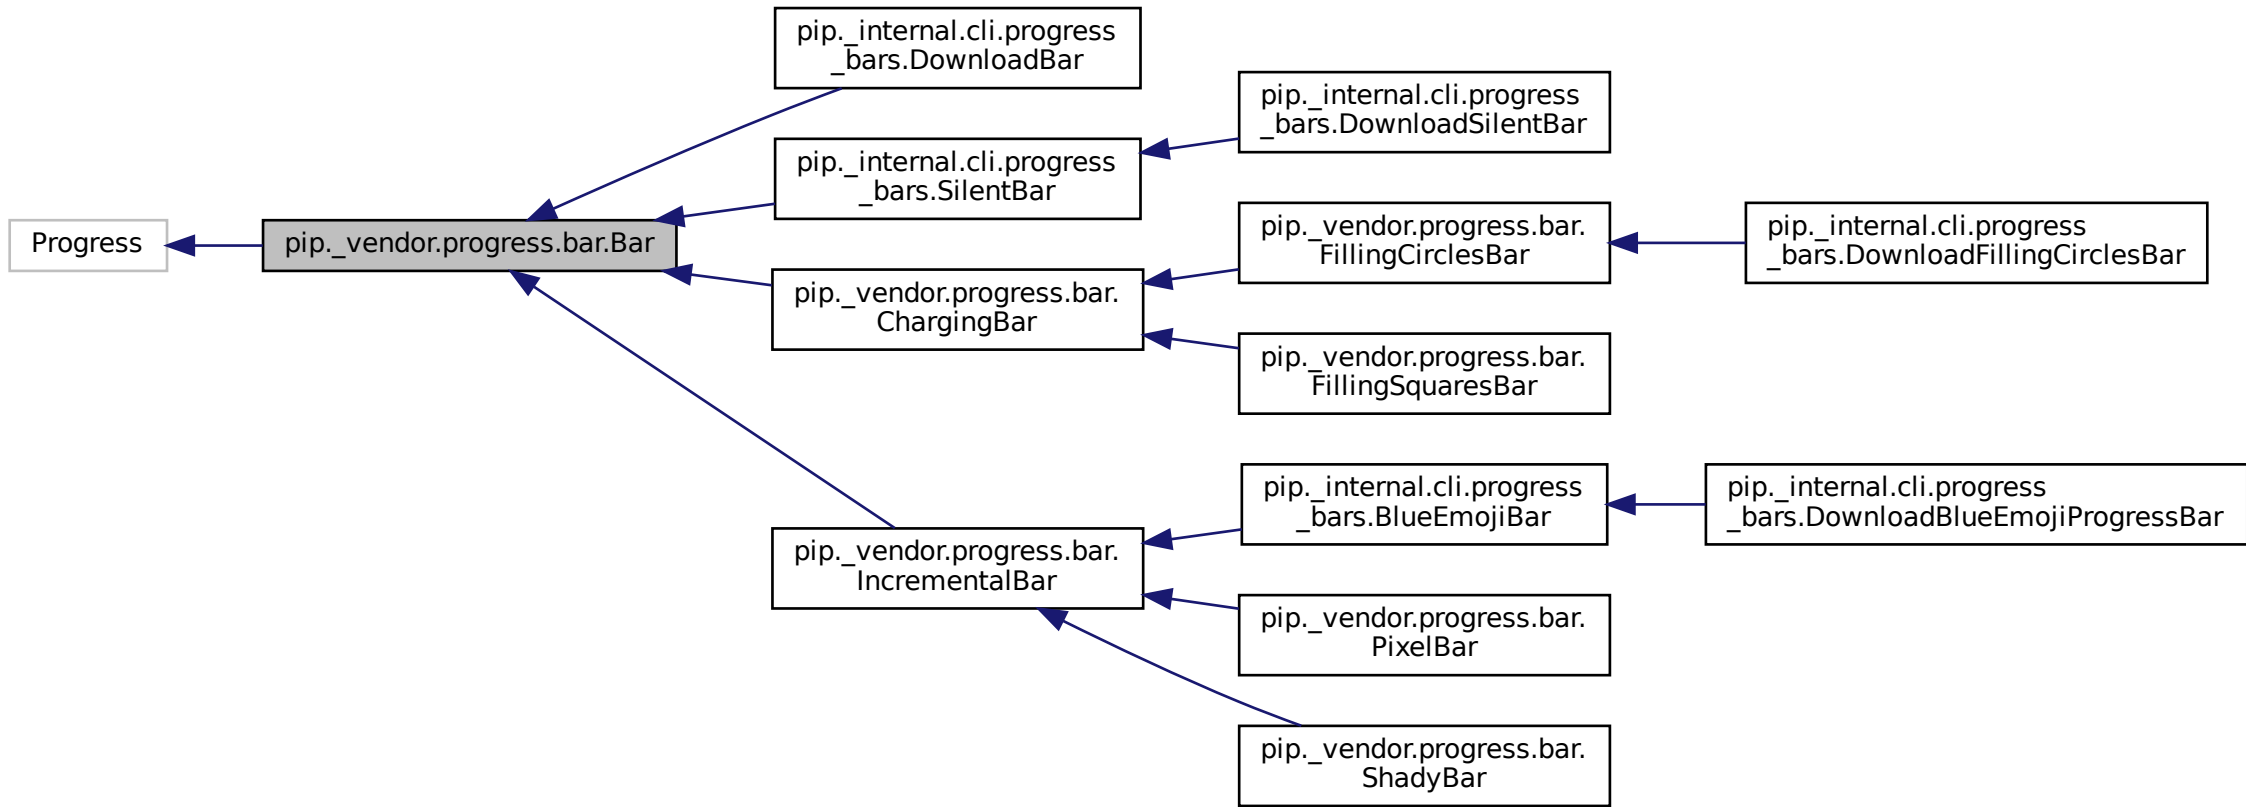 Progress
pip._vendor.progress.bar.Bar
pip._internal.cli.progress
_bars.DownloadBar
pip._internal.cli.progress
_bars.SilentBar
pip._vendor.progress.bar.
ChargingBar
pip._vendor.progress.bar.
IncrementalBar
pip._internal.cli.progress
_bars.DownloadSilentBar
pip._vendor.progress.bar.
FillingCirclesBar
pip._vendor.progress.bar.
FillingSquaresBar
pip._internal.cli.progress
_bars.BlueEmojiBar
pip._vendor.progress.bar.
PixelBar
pip._vendor.progress.bar.
ShadyBar
pip._internal.cli.progress
_bars.DownloadFillingCirclesBar
pip._internal.cli.progress
_bars.DownloadBlueEmojiProgressBar